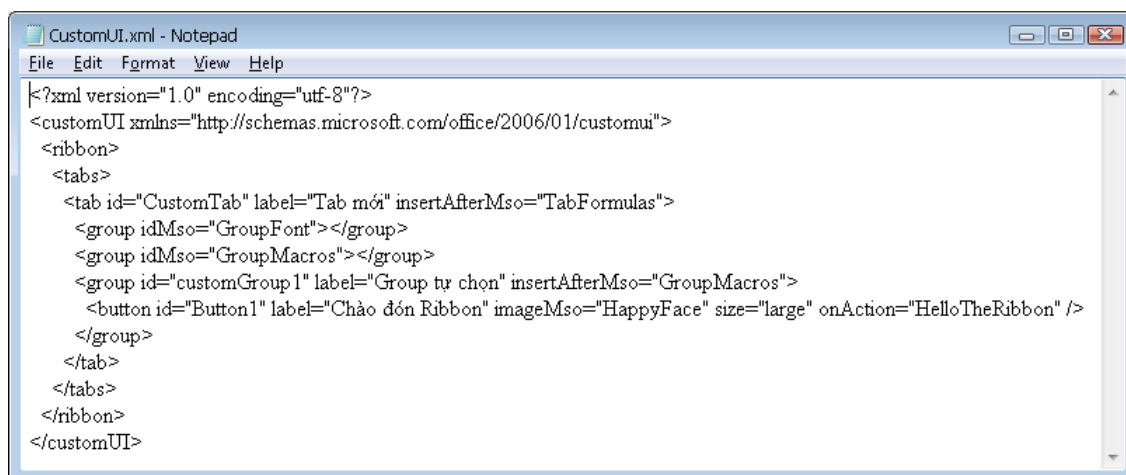 CustomUI.xml - Notepad
File Edit Format View Help
<?xml version="1.0" encoding="utf-8"?>
<customUI xmlns="http://schemas.microsoft.com/office/2006/01/customui">
<ribbon>
<tabs>
<tab id="CustomTab" label="Tab mới" insertAfterMso="TabFormulas">
<group idMso="GroupFont"></group>
<group idMso="GroupMacros"></group>
<group id="customGroup1" label="Group tự chọn" insertAfterMso="GroupMacros">
<button id="Button1" label="Chào đón Ribbon" imageMso="HappyFace" size="large" onAction="HelloTheRibbon" />
</group>
</tab>
</tabs>
</ribbon>
</customUI>